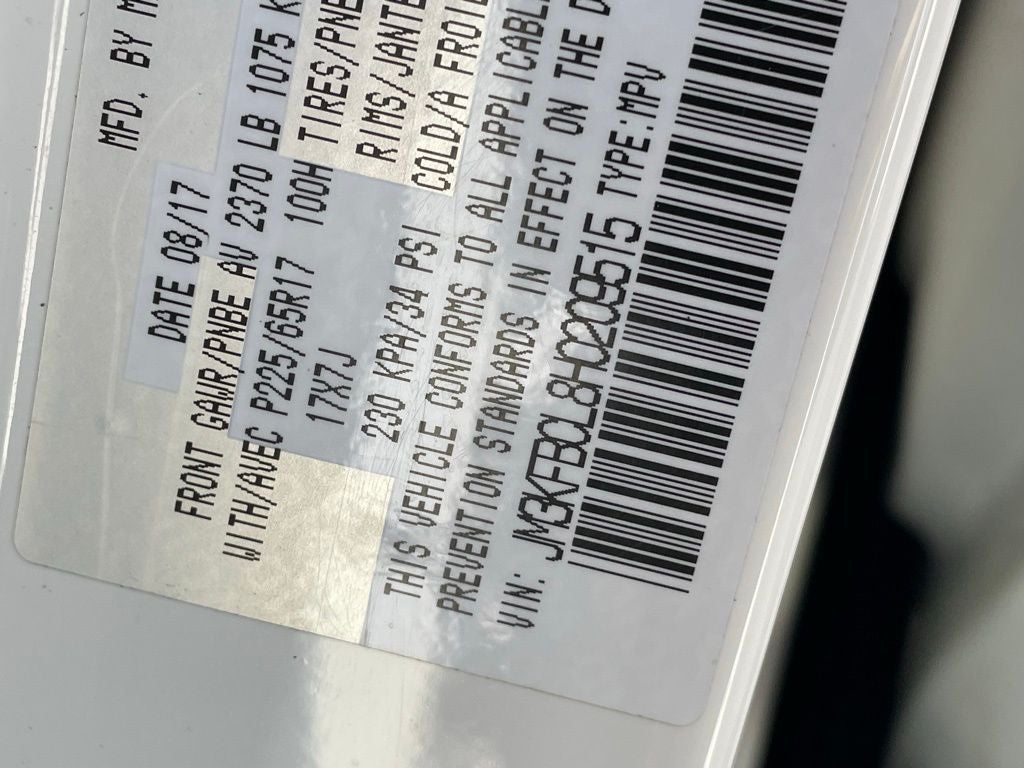 MFD. BY M
DATE 08/17
FRONT GAWR/PNBE AV 2370 LB 1075 K
WITH/AVEC P225/65R17 100H TIRES/PNE
17X7J RIMS/JANTE
230 KPA/34 PSI COLD/A FROI
THIS VEHICLE CONFORMS TO ALL APPLICABL
PREVENTION STANDARDS IN EFFECT ON THE D
VIN: JM3KFBCL8H0209515 TYPE:MPV